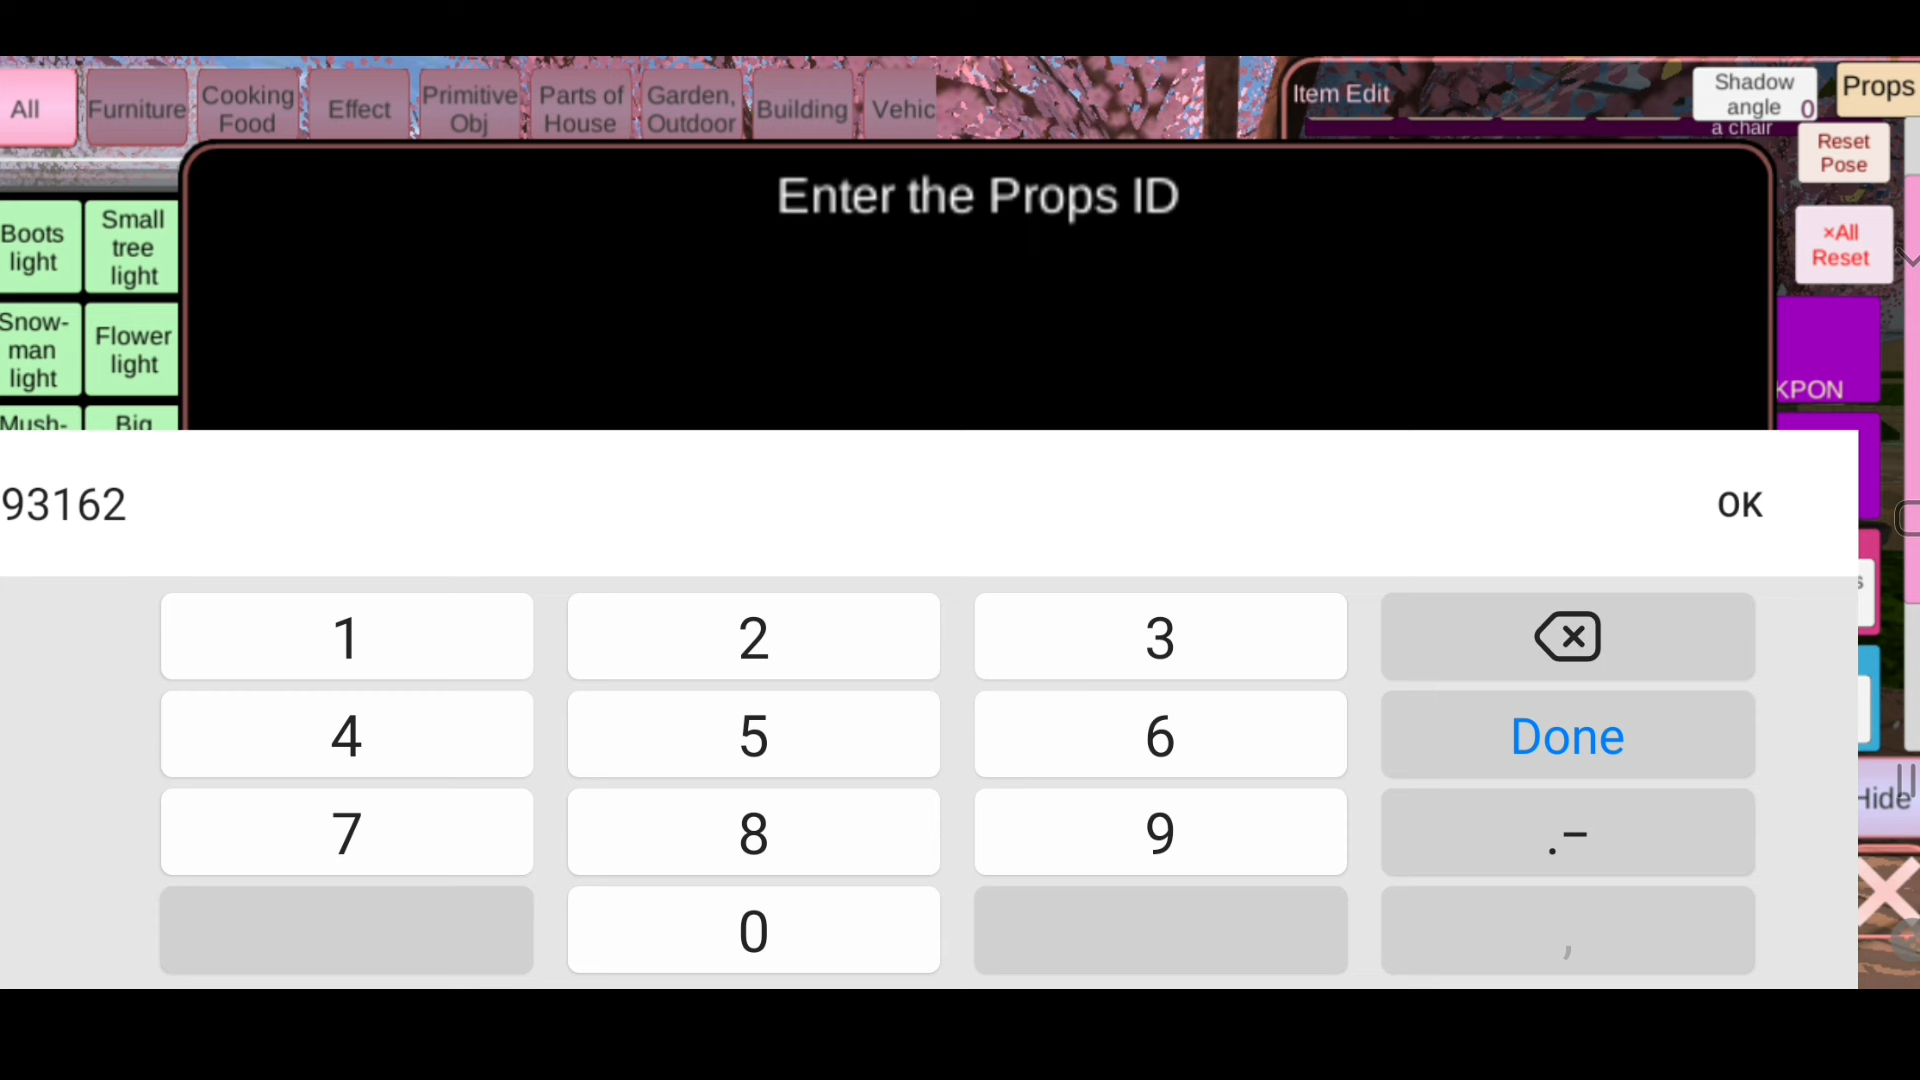 All
Furniture
Cooking
Food
Effect
Primitive
Obj
Parts of
House
Garden,
Outdoor
Building
Vehic
Item Edit
Shadow
angle 0
a chair
Props
Reset
Pose
×All
Reset
Enter the Props ID
Boots
light
Small
tree
light
Snow-
man
light
Flower
light
Mush-
Big
KPON
93162
OK
1
2
3
4
5
6
Done
7
8
9
.–
0
,
Hide